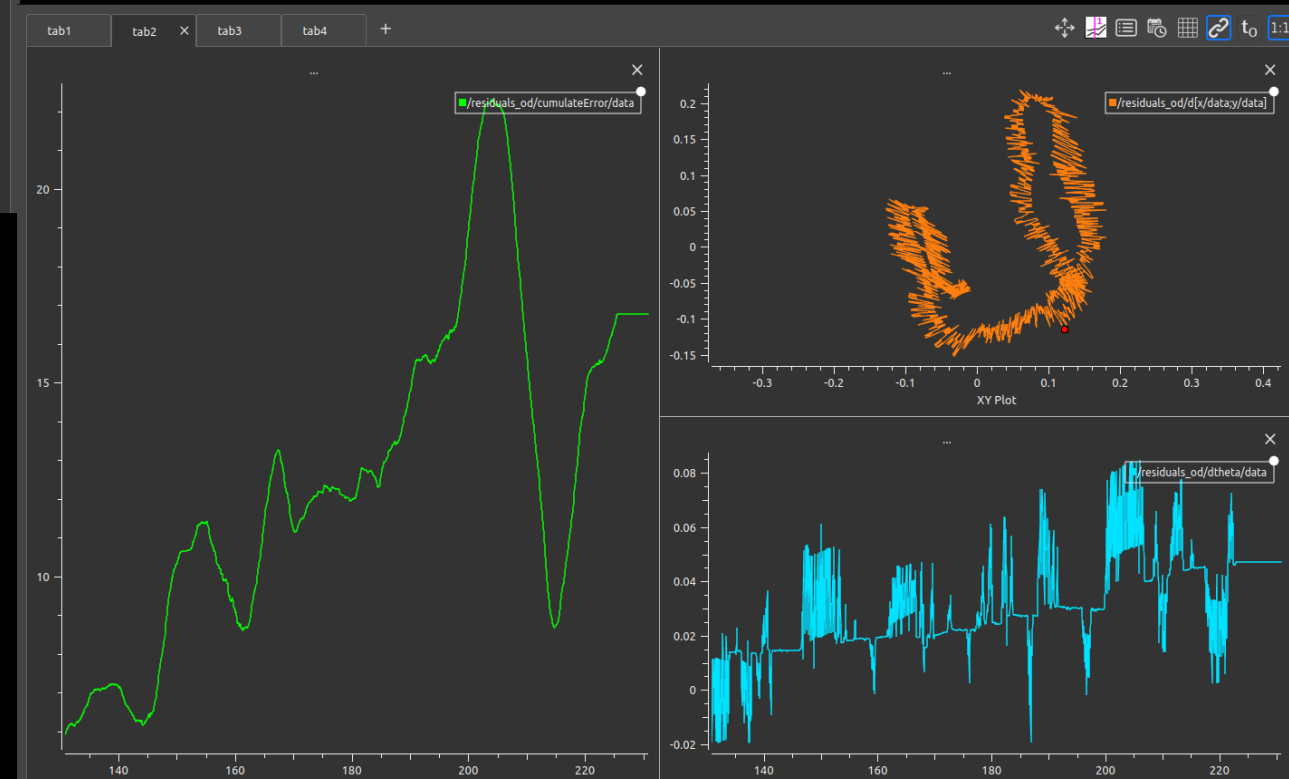 tab1 tab2 × tab3 tab4 + 1 t₀ 1:1
... ×
/residuals_od/cumulateError/data
20
15
10
140 160 180 200 220
... ×
/residuals_od/d[x/data;y/data]
0.2
0.15
0.1
0.05
0
-0.05
-0.1
-0.15
-0.3 -0.2 -0.1 0 0.1 0.2 0.3 0.4
XY Plot
... ×
/residuals_od/dtheta/data
0.08
0.06
0.04
0.02
0
-0.02
140 160 180 200 220